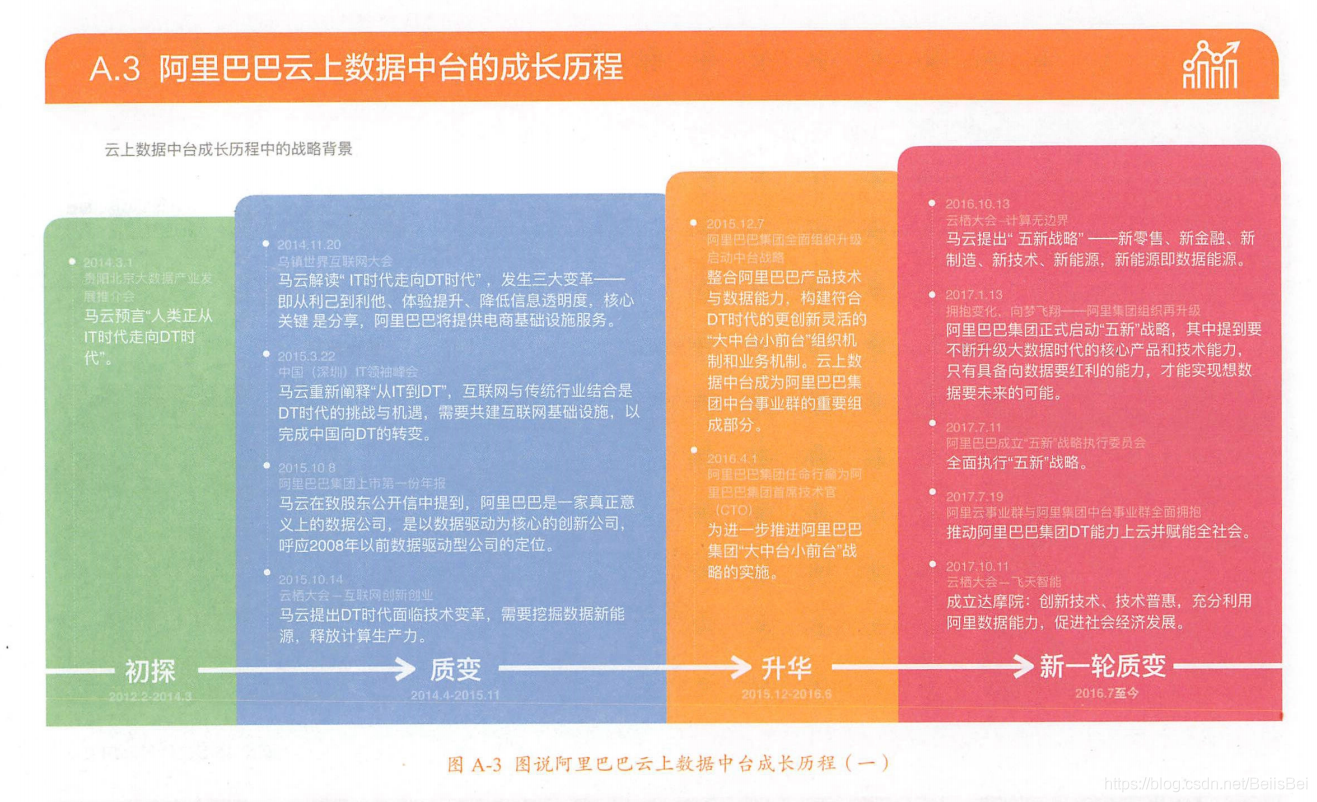 A.3 阿里巴巴云上数据中台的成长历程
云上数据中台成长历程中的战略背景
2014.3.1
贵阳北京大数据产业发
展推介会
马云预言“人类正从
IT时代走向DT时
代”。
初探
2012.2-2014.3
2014.11.20
乌镇世界互联网大会
马云解读“ IT时代走向DT时代”，发生三大变革——
即从利己到利他、体验提升、降低信息透明度，核心
关键 是分享，阿里巴巴将提供电商基础设施服务。
2015.3.22
中国（深圳）IT领袖峰会
马云重新阐释“从IT到DT”，互联网与传统行业结合是
DT时代的挑战与机遇，需要共建互联网基础设施，以
完成中国向DT的转变。
2015.10.8
阿里巴巴集团上市第一份年报
马云在致股东公开信中提到，阿里巴巴是一家真正意
义上的数据公司，是以数据驱动为核心的创新公司，
呼应2008年以前数据驱动型公司的定位。
2015.10.14
云栖大会–互联网创新创业
马云提出DT时代面临技术变革，需要挖掘数据新能
源，释放计算生产力。
质变
2014.4-2015.11
2015.12.7
阿里巴巴集团全面组织升级
启动中台战略
整合阿里巴巴产品技术
与数据能力，构建符合
DT时代的更创新灵活的
“大中台小前台”组织机
制和业务机制。云上数
据中台成为阿里巴巴集
团中台事业群的重要组
成部分。
2016.4.1
阿里巴巴集团任命行癫为阿
里巴巴集团首席技术官
（CTO）
为进一步推进阿里巴巴
集团“大中台小前台”战
略的实施。
升华
2015.12-2016.6
2016.10.13
云栖大会–计算无边界
马云提出“ 五新战略” ——新零售、新金融、新
制造、新技术、新能源，新能源即数据能源。
2017.1.13
拥抱变化、向梦飞翔——阿里集团组织再升级
阿里巴巴集团正式启动“五新”战略，其中提到要
不断升级大数据时代的核心产品和技术能力，
只有具备向数据要红利的能力，才能实现想数
据要未来的可能。
2017.7.11
阿里巴巴成立“五新”战略执行委员会
全面执行“五新”战略。
2017.7.19
阿里云事业群与阿里集团中台事业群全面拥抱
推动阿里巴巴集团DT能力上云并赋能全社会。
2017.10.11
云栖大会–飞天智能
成立达摩院：创新技术、技术普惠，充分利用
阿里数据能力，促进社会经济发展。
新一轮质变
2016.7至今
图 A-3 图说阿里巴巴云上数据中台成长历程（一）
https://blog.csdn.net/BeiisBei